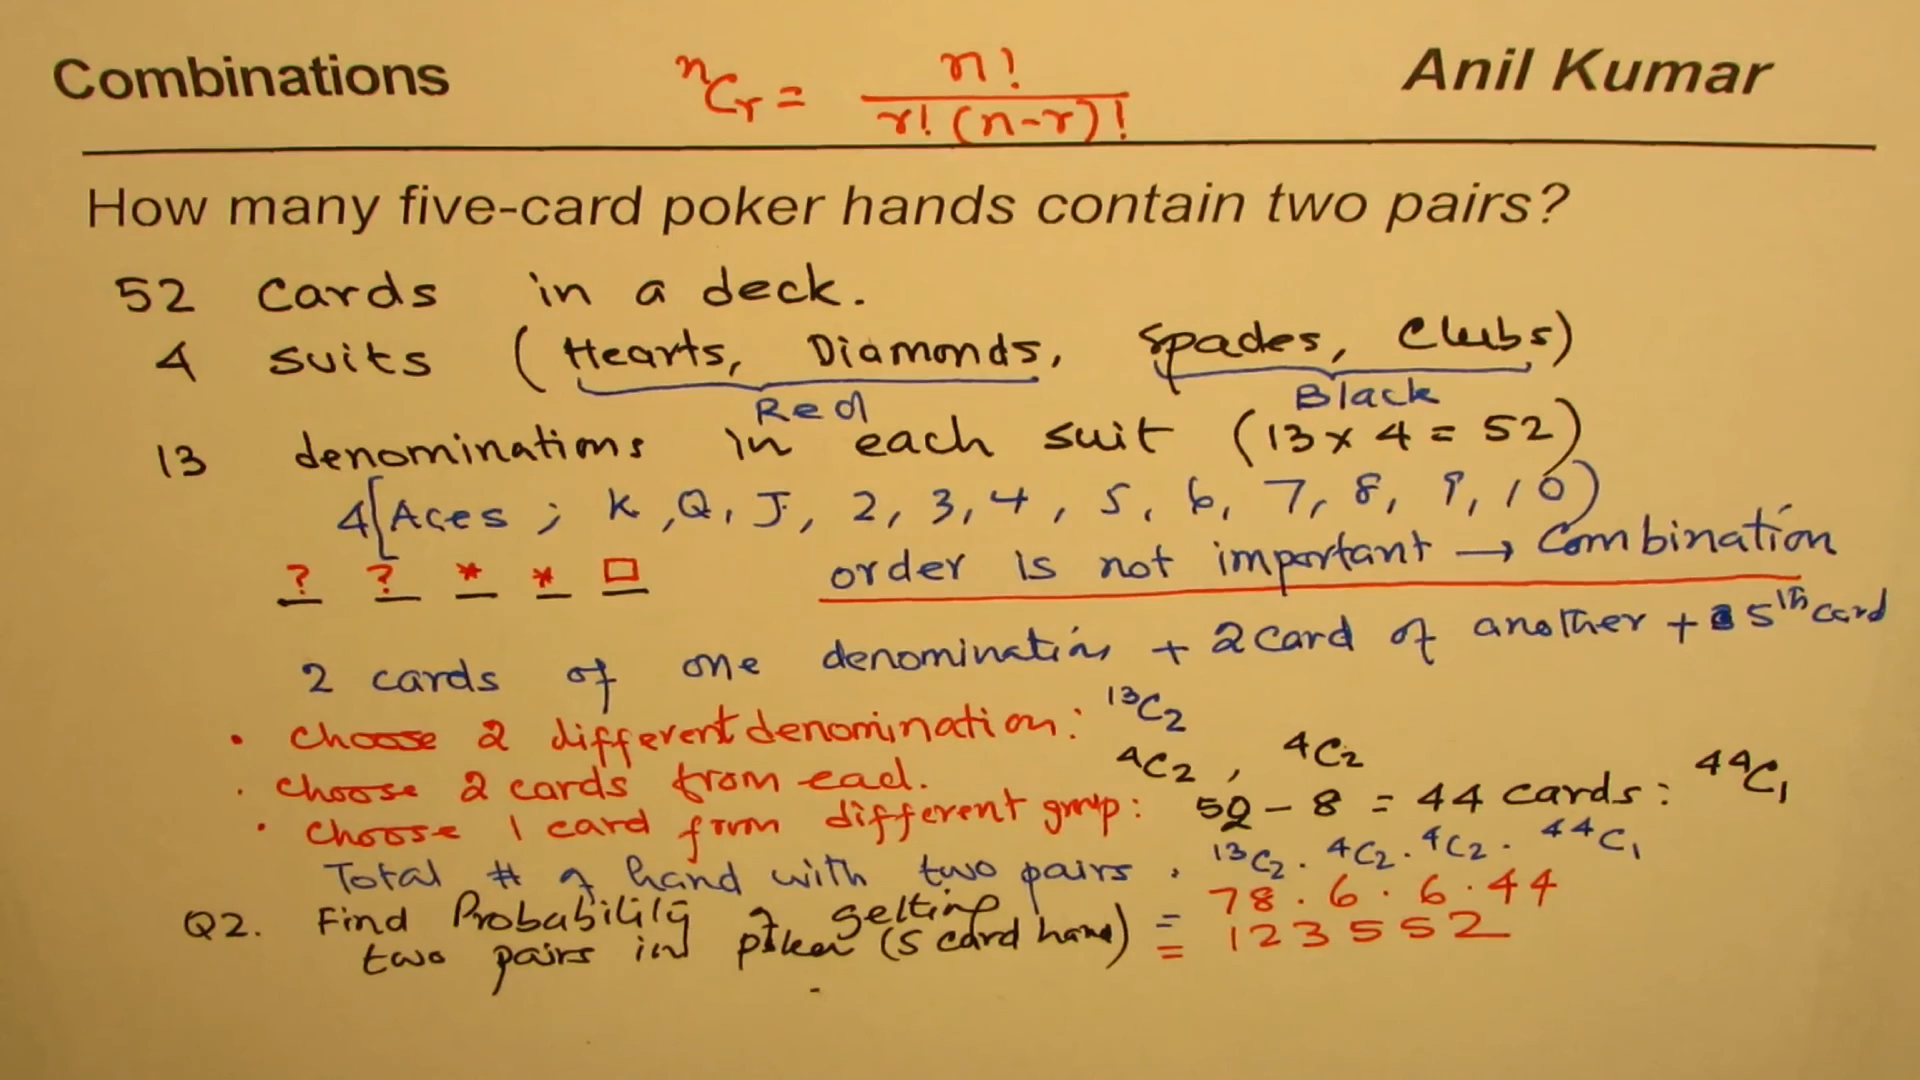 Combinations
ⁿCᵣ = n! / r! (n-r)!
Anil Kumar
How many five-card poker hands contain two pairs?
52 cards in a deck.
4 suits (Hearts, Diamonds, Spades, Clubs)
Red Black
13 denominations in each suit (13 x 4 = 52)
4[Aces ; K, Q, J, 2, 3, 4, 5, 6, 7, 8, 9, 10)
? ? * * □ order is not important → Combination
2 cards of one denomination + 2 card of another + 5th card
• choose 2 different denomination: ¹³C₂
• choose 2 cards from each. ⁴C₂ , ⁴C₂
• choose 1 card from different group: 52 - 8 = 44 cards: ⁴⁴C₁
Total # of hand with two pairs . ¹³C₂ . ⁴C₂ . ⁴C₂ . ⁴⁴C₁
= 78 . 6 . 6 . 44
= 123552
Q2. Find Probability of getting
two pairs in poker (5 card hand)